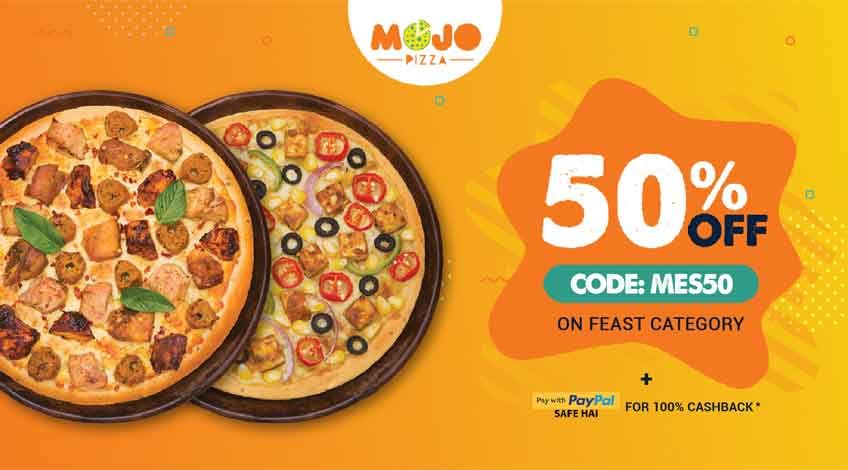 MOJO
PIZZA
50%
OFF
CODE: MES50
ON FEAST CATEGORY
+
Pay with PayPal
SAFE HAI
FOR 100% CASHBACK*